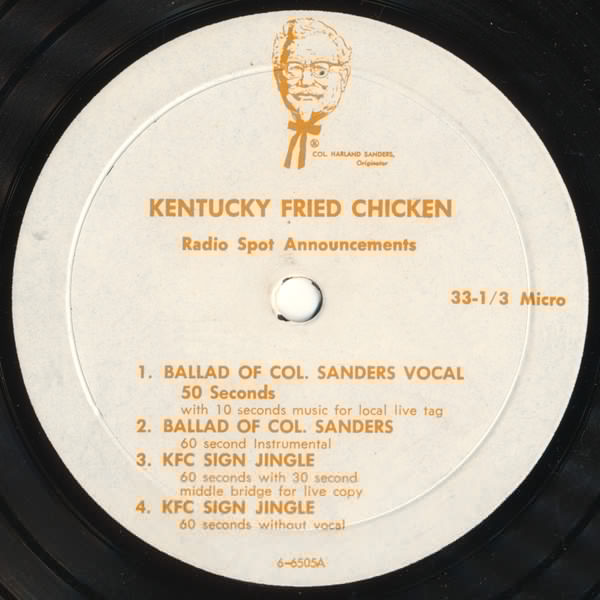 ®
COL. HARLAND SANDERS,
Originator
KENTUCKY FRIED CHICKEN
Radio Spot Announcements
33-1/3 Micro
1. BALLAD OF COL. SANDERS VOCAL
50 Seconds
with 10 seconds music for local live tag
2. BALLAD OF COL. SANDERS
60 second Instrumental
3. KFC SIGN JINGLE
60 seconds with 30 second
middle bridge for live copy
4. KFC SIGN JINGLE
60 seconds without vocal
6-6505A